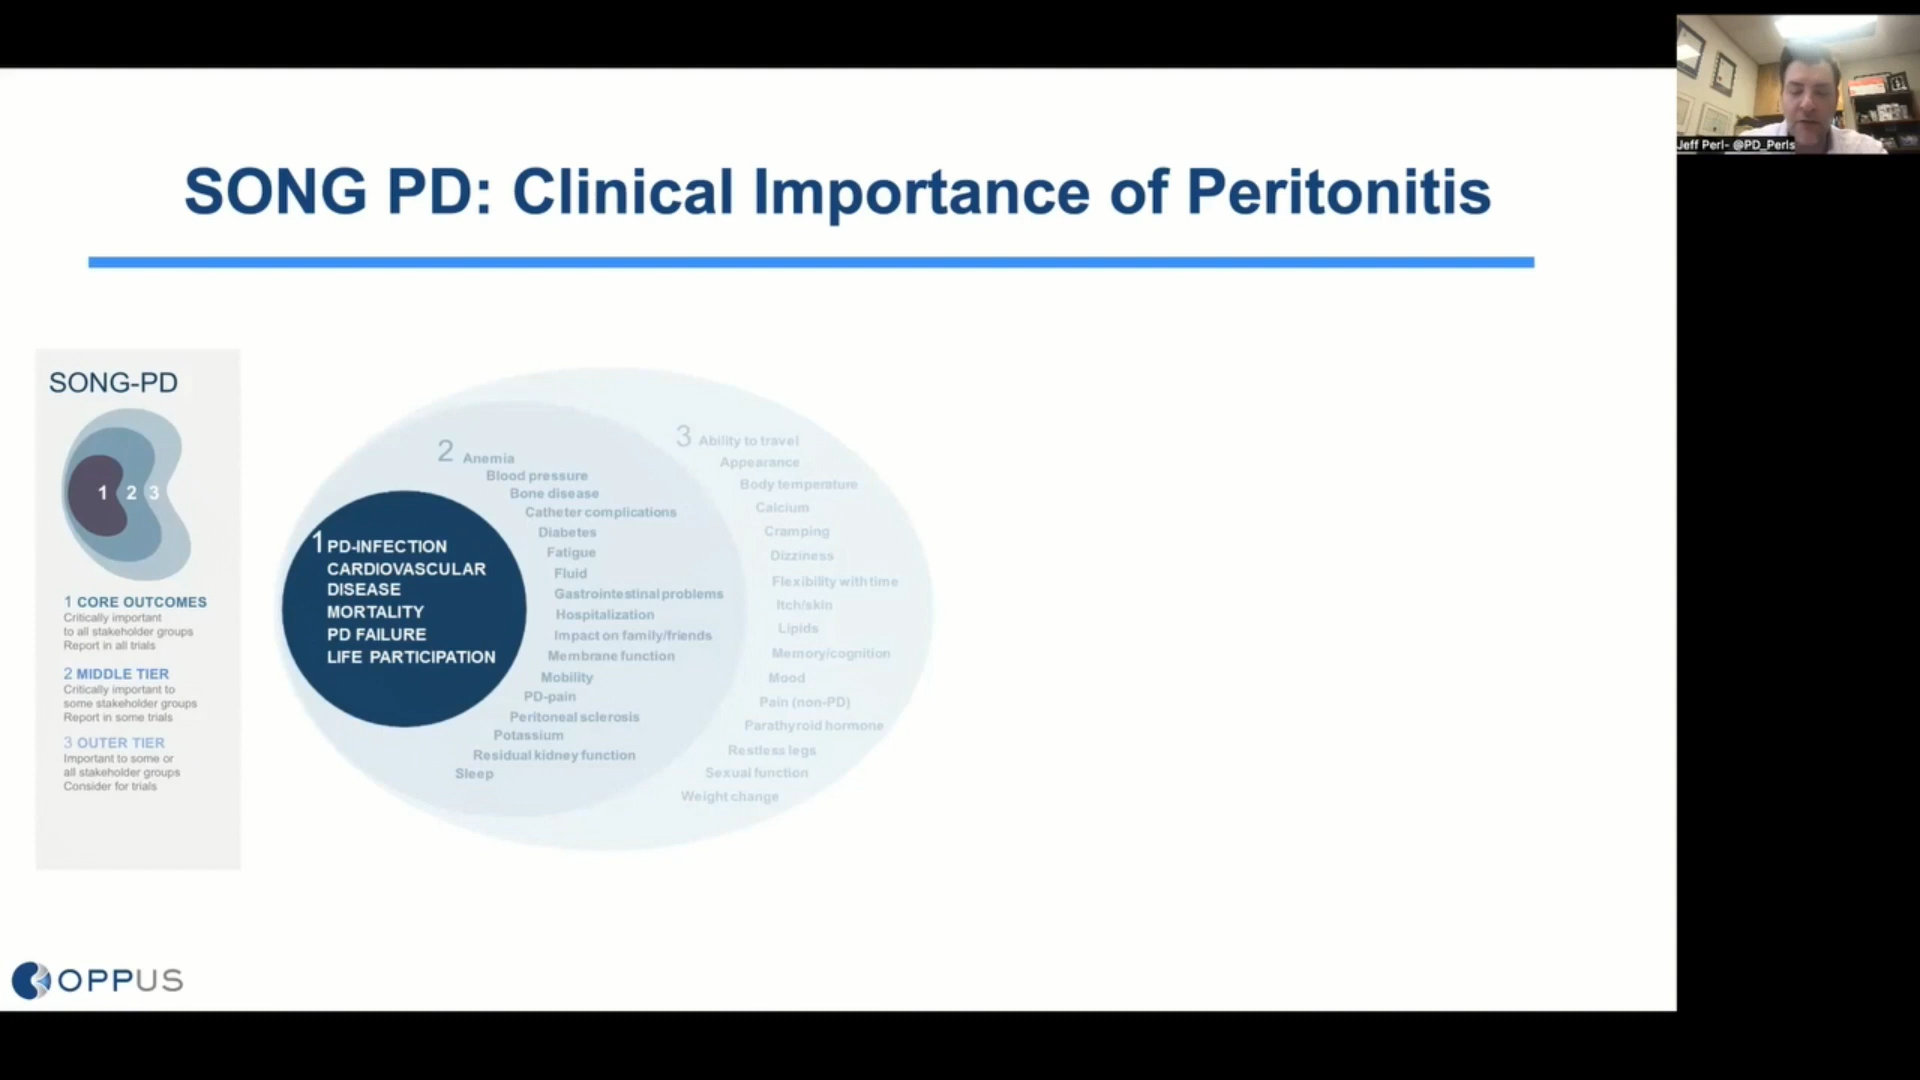 SONG PD: Clinical Importance of Peritonitis
Jeff Perl- @PD_Perls
SONG-PD
1 2 3
1 CORE OUTCOMES
Critically important
to all stakeholder groups
Report in all trials
2 MIDDLE TIER
Critically important to
some stakeholder groups
Report in some trials
3 OUTER TIER
Important to some or
all stakeholder groups
Consider for trials
1 PD-INFECTION
CARDIOVASCULAR
DISEASE
MORTALITY
PD FAILURE
LIFE PARTICIPATION
2 Anemia
Blood pressure
Bone disease
Catheter complications
Diabetes
Fatigue
Fluid
Gastrointestinal problems
Hospitalization
Impact on family/friends
Membrane function
Mobility
PD-pain
Peritoneal sclerosis
Potassium
Residual kidney function
Sleep
3 Ability to travel
Appearance
Body temperature
Calcium
Cramping
Dizziness
Flexibility with time
Itch/skin
Lipids
Memory/cognition
Mood
Pain (non-PD)
Parathyroid hormone
Restless legs
Sexual function
Weight change
OPPUS